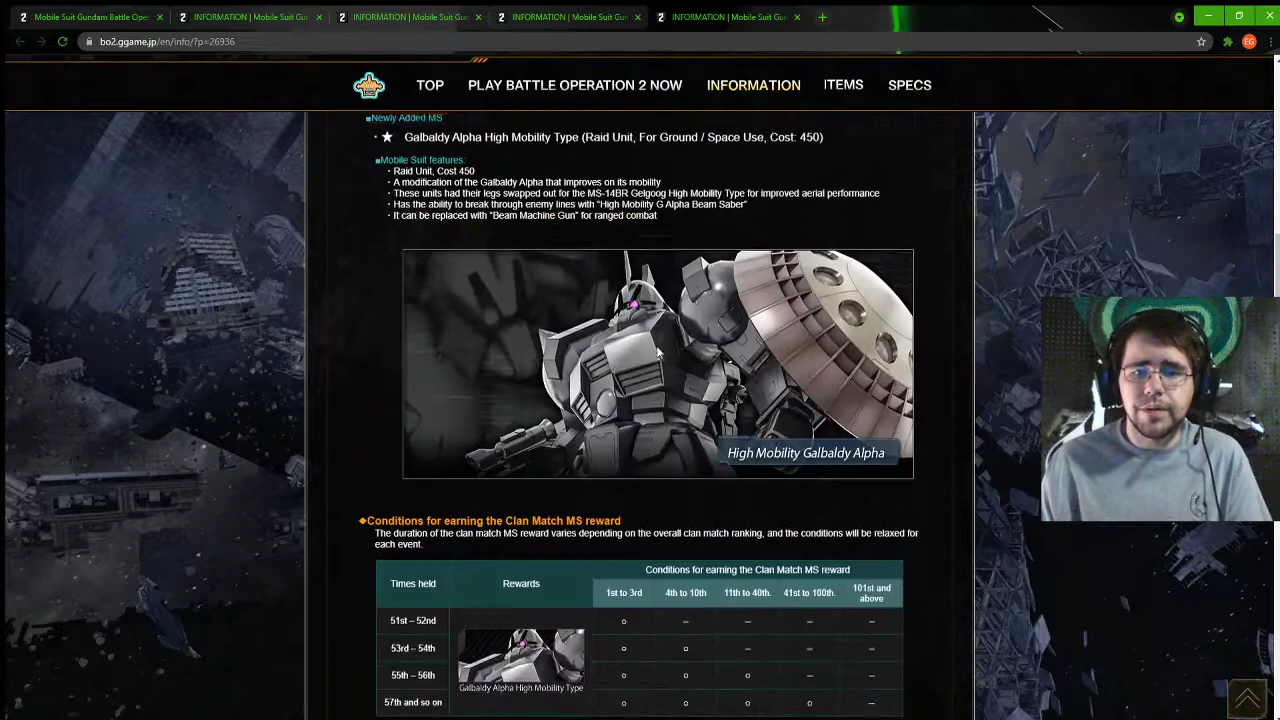 2 Mobile Suit Gundam Battle Oper
2 INFORMATION | Mobile Suit Gun
2 INFORMATION | Mobile Suit Gun
2 INFORMATION | Mobile Suit Gun
2 INFORMATION | Mobile Suit Gun
bo2.ggame.jp/en/info/?p=26936
EG
TOP
PLAY BATTLE OPERATION 2 NOW
INFORMATION
ITEMS
SPECS
■Newly Added MS
・★ Galbaldy Alpha High Mobility Type (Raid Unit, For Ground / Space Use, Cost: 450)
■Mobile Suit features:
・Raid Unit, Cost 450
・A modification of the Galbaldy Alpha that improves on its mobility
・These units had their legs swapped out for the MS-14BR Gelgoog High Mobility Type for improved aerial performance
・Has the ability to break through enemy lines with "High Mobility G Alpha Beam Saber"
・It can be replaced with "Beam Machine Gun" for ranged combat
High Mobility Galbaldy Alpha
◆Conditions for earning the Clan Match MS reward
The duration of the clan match MS reward varies depending on the overall clan match ranking, and the conditions will be relaxed for
each event.
Times held
Rewards
Conditions for earning the Clan Match MS reward
1st to 3rd
4th to 10th
11th to 40th.
41st to 100th.
101st and
above
51st – 52nd ○ – – – –
53rd – 54th ○ ○ – – –
55th – 56th ○ ○ ○ – –
Galbaldy Alpha High Mobility Type
57th and so on ○ ○ ○ ○ –